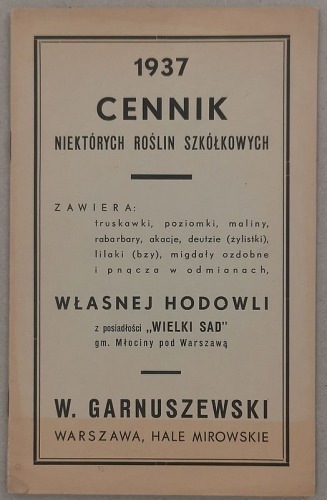 1937
CENNIK
NIEKTÓRYCH ROŚLIN SZKÓŁKOWYCH
ZAWIERA:
truskawki, poziomki, maliny,
rabarbary, akacje, deutzie (żylistki),
lilaki (bzy), migdały ozdobne
i pnącza w odmianach,
WŁASNEJ HODOWLI
z posiadłości „WIELKI SAD"
gm. Młociny pod Warszawą
W. GARNUSZEWSKI
WARSZAWA, HALE MIROWSKIE